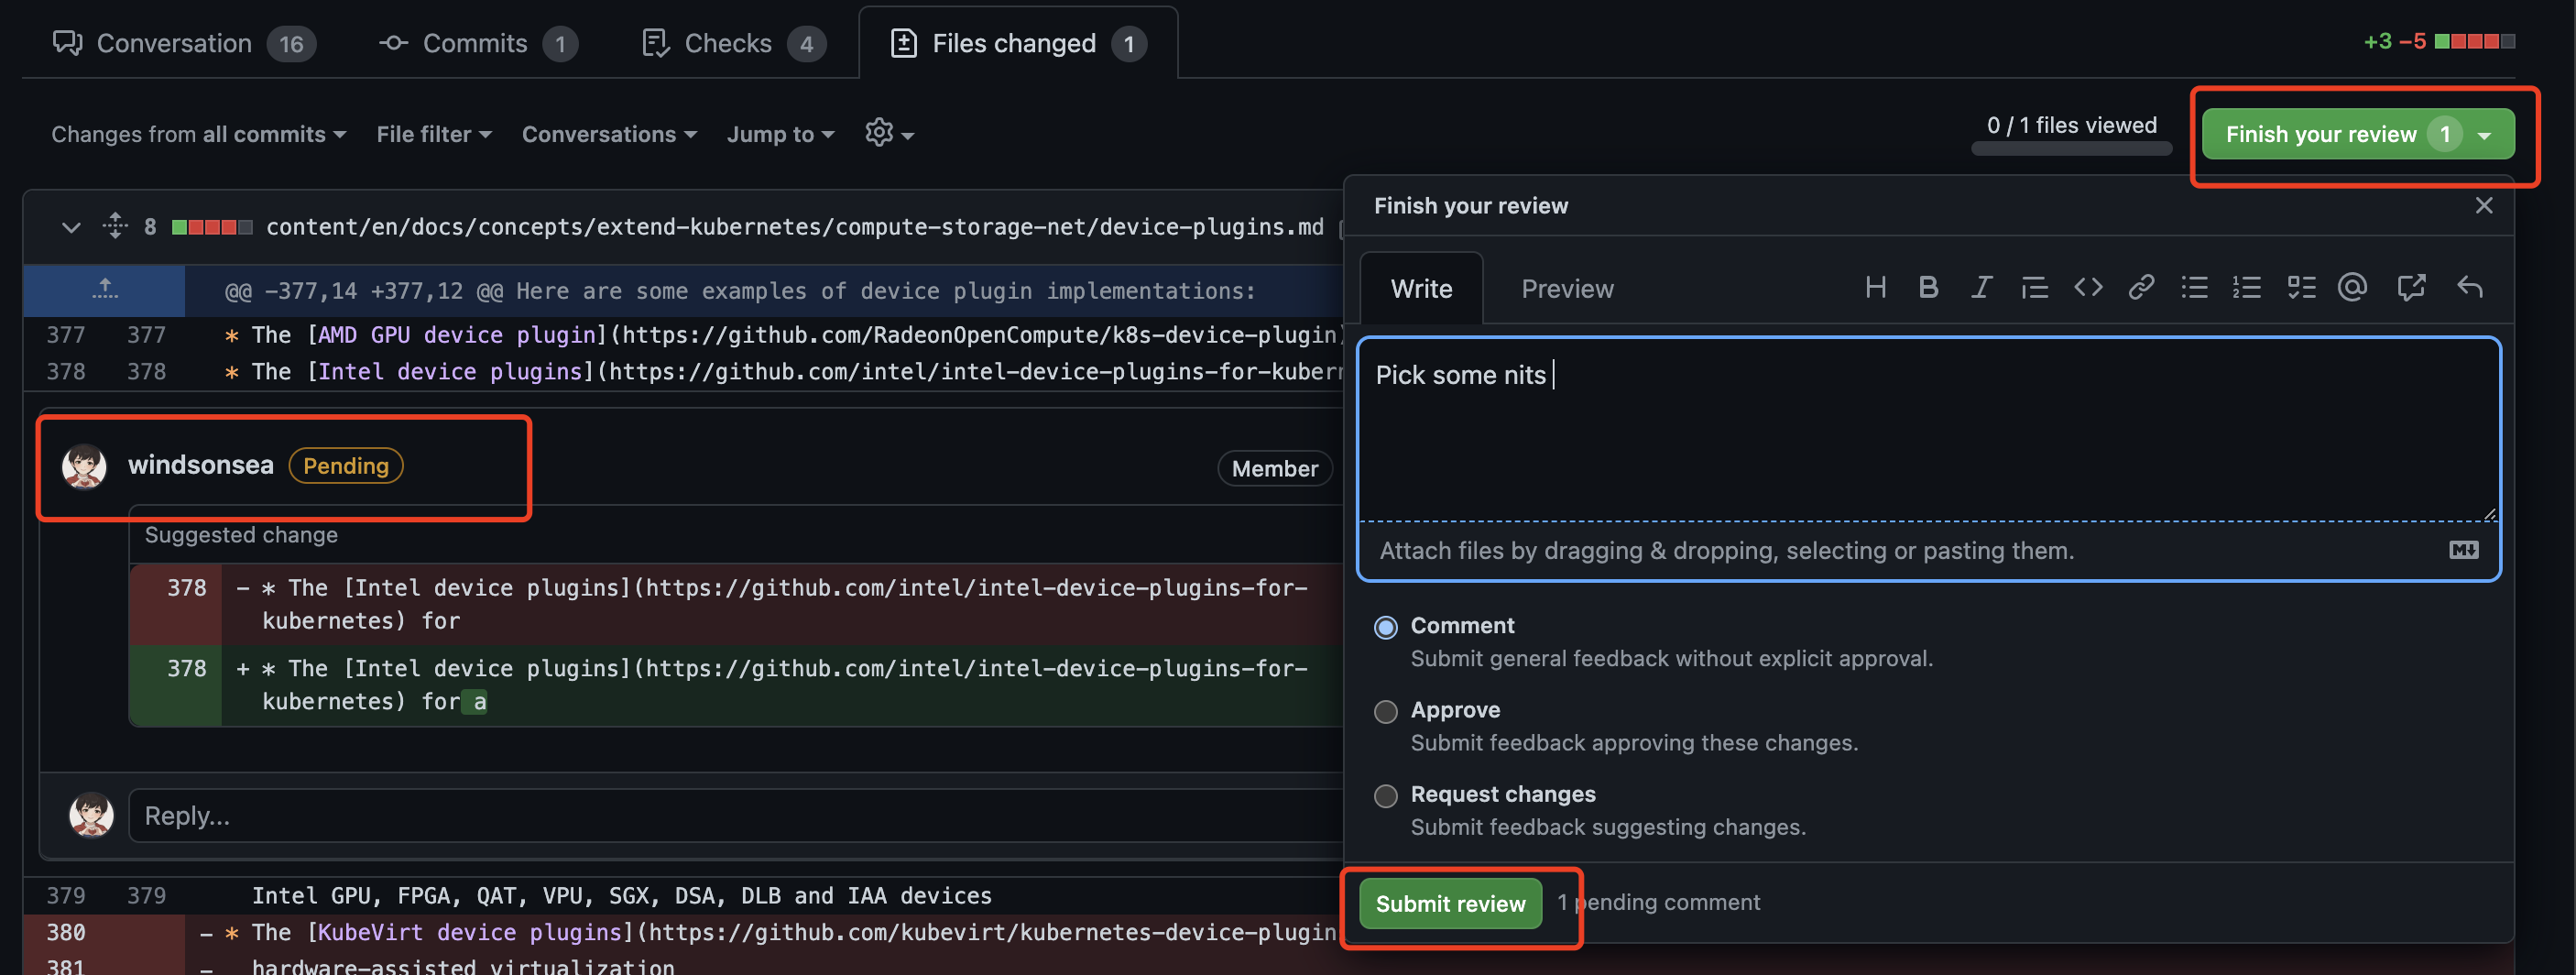 Conversation 16 Commits 1 Checks 4 Files changed 1 +3 −5
Changes from all commits File filter Conversations Jump to 0 / 1 files viewed Finish your review 1
8 content/en/docs/concepts/extend-kubernetes/compute-storage-net/device-plugins.md
@@ −377,14 +377,12 @@ Here are some examples of device plugin implementations:
377 377 * The [AMD GPU device plugin](https://github.com/RadeonOpenCompute/k8s-device-plugin)
378 378 * The [Intel device plugins](https://github.com/intel/intel-device-plugins-for-kubern
windsonsea Pending Member
Suggested change
378 − * The [Intel device plugins](https://github.com/intel/intel-device-plugins-for-
kubernetes) for
378 + * The [Intel device plugins](https://github.com/intel/intel-device-plugins-for-
kubernetes) for a
Reply...
379 379 Intel GPU, FPGA, QAT, VPU, SGX, DSA, DLB and IAA devices
380 − * The [KubeVirt device plugins](https://github.com/kubevirt/kubernetes-device-plugin
381 − hardware-assisted virtualization
Finish your review
Write Preview
Pick some nits
Attach files by dragging & dropping, selecting or pasting them.
Comment
Submit general feedback without explicit approval.
Approve
Submit feedback approving these changes.
Request changes
Submit feedback suggesting changes.
Submit review 1 pending comment